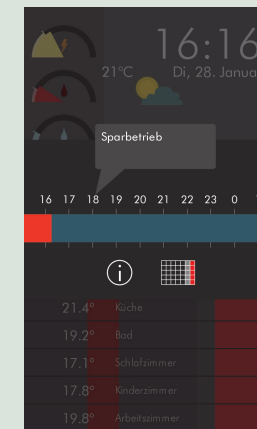 16:16
21°C
Di, 28. Janua
Sparbetrieb
16 17 18 19 20 21 22 23 0
21.4° Küche
19.2° Bad
17.1° Schlafzimmer
17.8° Kinderzimmer
19.8° Arbeitszimmer